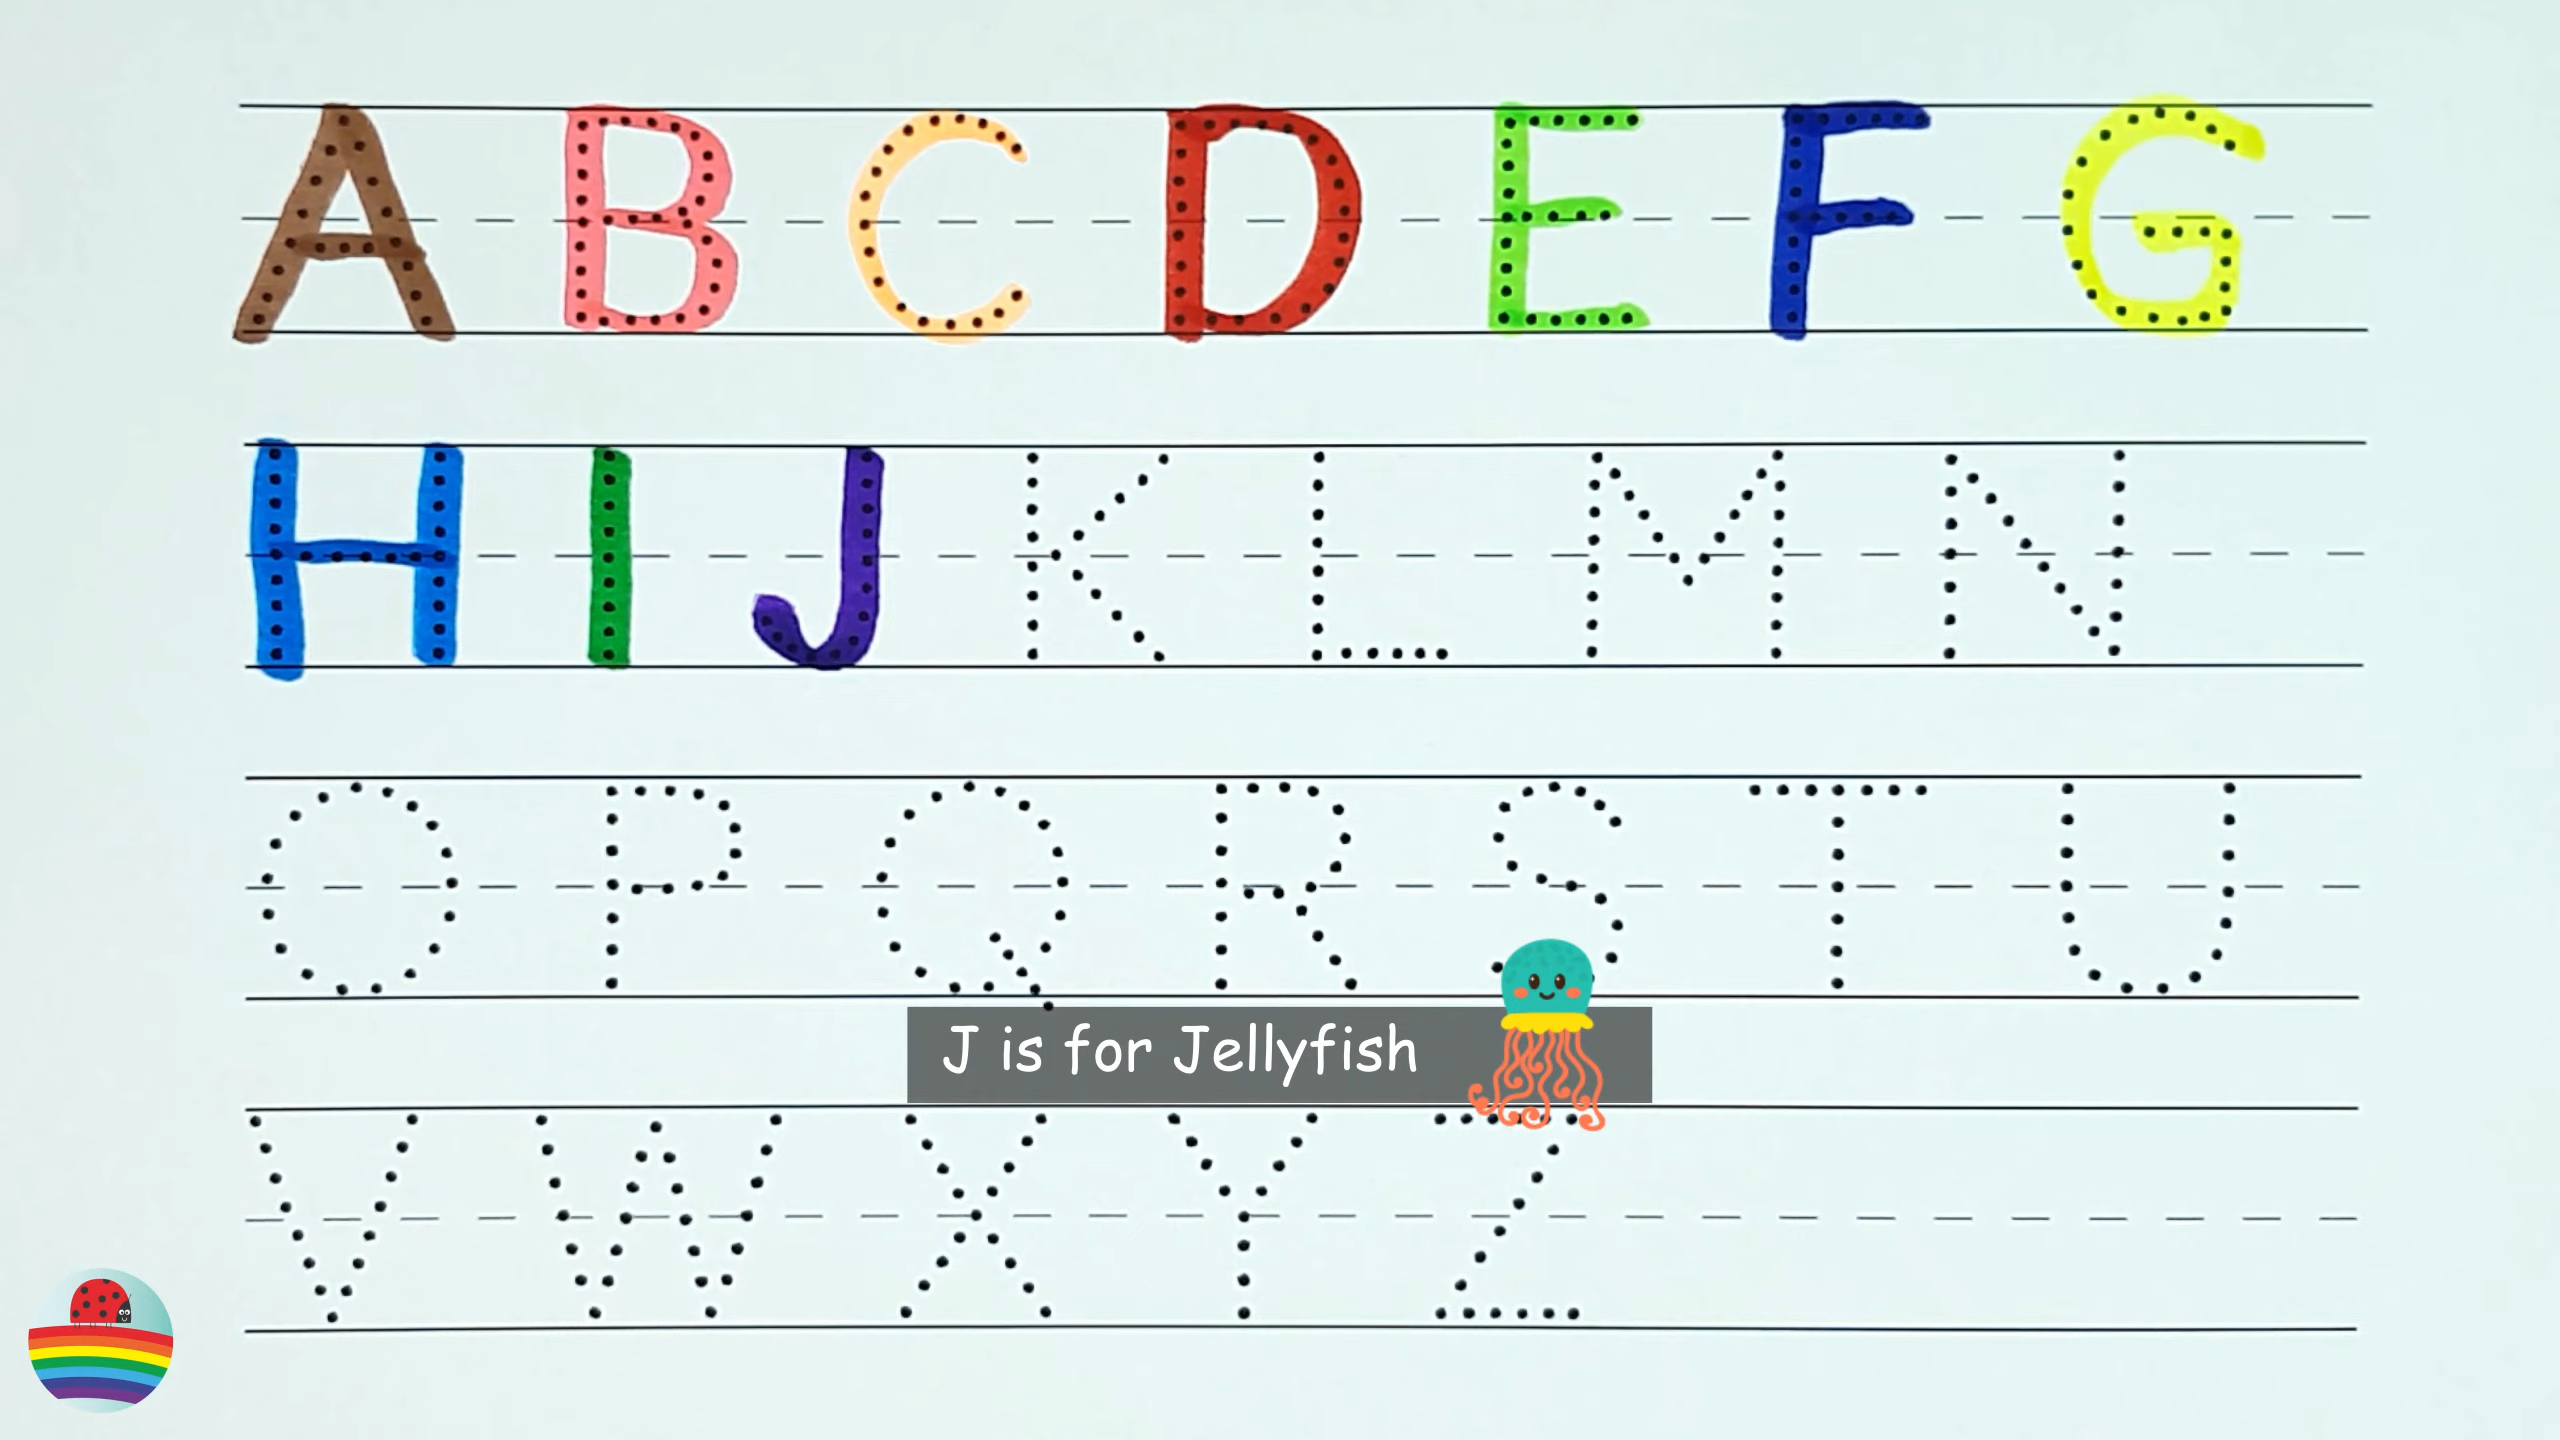 A B C D E F G
H I J K L M N
O P Q R S T U
J is for Jellyfish
V W X Y Z